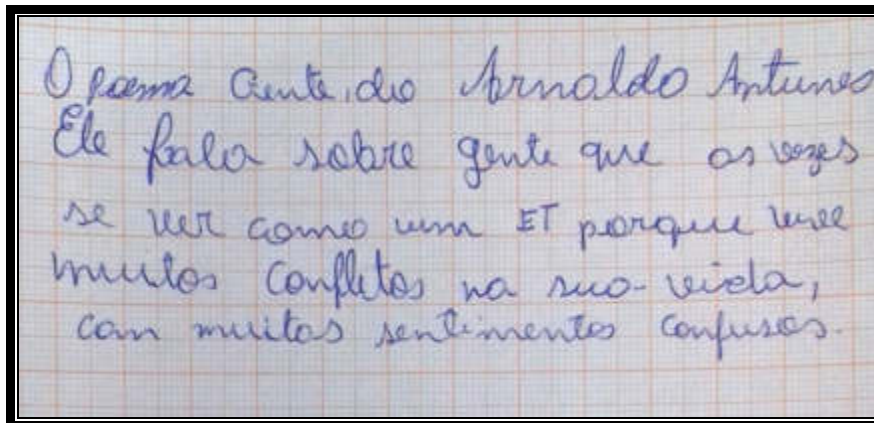 O poema Gente, do Arnaldo Antunes
Ele fala sobre gente que as vezes
se ver como um ET porque vive
muitos conflitos na sua vida,
com muitos sentimentos confusos.